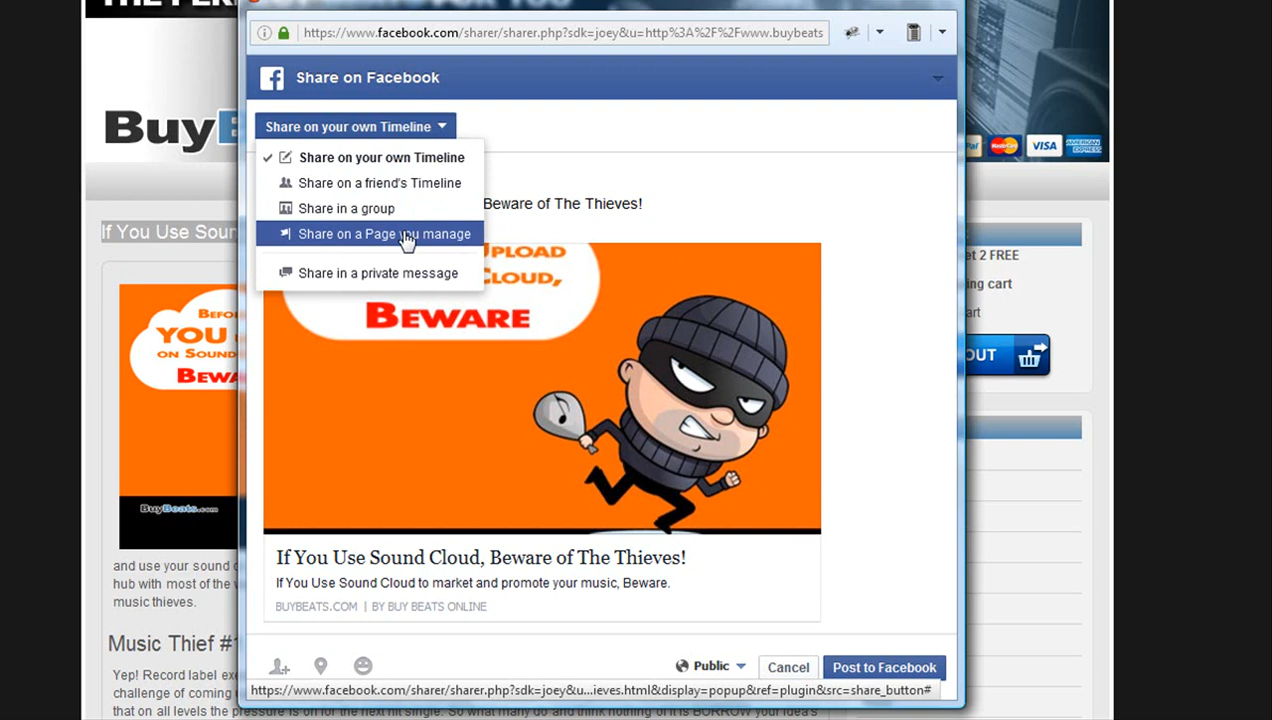 https://www.facebook.com/sharer/sharer.php?sdk=joey&u=http%3A%2F%2Fwww.buybeats
Share on Facebook
Buy
Share on your own Timeline
Share on your own Timeline
Share on a friend's Timeline
Share in a group
Share on a Page you manage
Share in a private message
Beware of The Thieves!
VISA
MasterCard
AMERICAN EXPRESS
If You Use Soun
UPLOAD
CLOUD,
BEWARE
YOU
ON SOUND
BEWA
BuyBeats.com
et 2 FREE
ing cart
art
OUT
If You Use Sound Cloud, Beware of The Thieves!
If You Use Sound Cloud to market and promote your music, Beware.
BUYBEATS.COM | BY BUY BEATS ONLINE
and use your sound c
hub with most of the
music thieves.
Music Thief #1
Yep! Record label exe
challenge of coming
that on all levels the pressure is on for the next hit single. So what many do and think nothing of it is BORROW your idea's
Public
Cancel
Post to Facebook
https://www.facebook.com/sharer/sharer.php?sdk=joey&u...ieves.html&display=popup&ref=plugin&src=share_button#